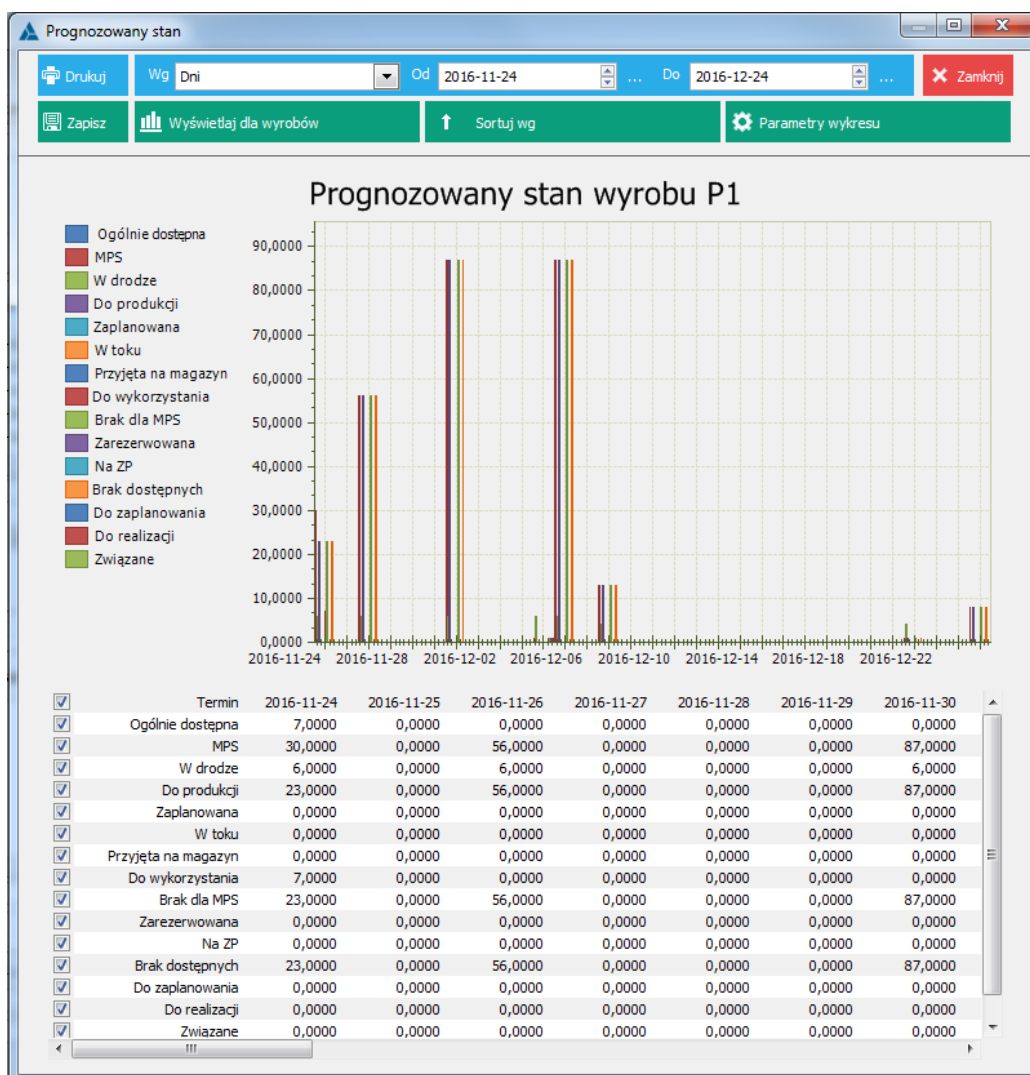 Prognozowany stan
Drukuj Wg Dni Od 2016-11-24 ... Do 2016-12-24 ... Zamknij
Zapisz Wyświetlaj dla wyrobów Sortuj wg Parametry wykresu
Prognozowany stan wyrobu P1
Ogólnie dostępna
MPS
W drodze
Do produkcji
Zaplanowana
W toku
Przyjęta na magazyn
Do wykorzystania
Brak dla MPS
Zarezerwowana
Na ZP
Brak dostępnych
Do zaplanowania
Do realizacji
Związane
90,0000
80,0000
70,0000
60,0000
50,0000
40,0000
30,0000
20,0000
10,0000
0,0000
2016-11-24 2016-11-28 2016-12-02 2016-12-06 2016-12-10 2016-12-14 2016-12-18 2016-12-22
Termin 2016-11-24 2016-11-25 2016-11-26 2016-11-27 2016-11-28 2016-11-29 2016-11-30
Ogólnie dostępna 7,0000 0,0000 0,0000 0,0000 0,0000 0,0000 0,0000
MPS 30,0000 0,0000 56,0000 0,0000 0,0000 0,0000 87,0000
W drodze 6,0000 0,0000 6,0000 0,0000 0,0000 0,0000 6,0000
Do produkcji 23,0000 0,0000 56,0000 0,0000 0,0000 0,0000 87,0000
Zaplanowana 0,0000 0,0000 0,0000 0,0000 0,0000 0,0000 0,0000
W toku 0,0000 0,0000 0,0000 0,0000 0,0000 0,0000 0,0000
Przyjęta na magazyn 0,0000 0,0000 0,0000 0,0000 0,0000 0,0000 0,0000
Do wykorzystania 7,0000 0,0000 0,0000 0,0000 0,0000 0,0000 0,0000
Brak dla MPS 23,0000 0,0000 56,0000 0,0000 0,0000 0,0000 87,0000
Zarezerwowana 0,0000 0,0000 0,0000 0,0000 0,0000 0,0000 0,0000
Na ZP 0,0000 0,0000 0,0000 0,0000 0,0000 0,0000 0,0000
Brak dostępnych 23,0000 0,0000 56,0000 0,0000 0,0000 0,0000 87,0000
Do zaplanowania 0,0000 0,0000 0,0000 0,0000 0,0000 0,0000 0,0000
Do realizacji 0,0000 0,0000 0,0000 0,0000 0,0000 0,0000 0,0000
Związane 0,0000 0,0000 0,0000 0,0000 0,0000 0,0000 0,0000